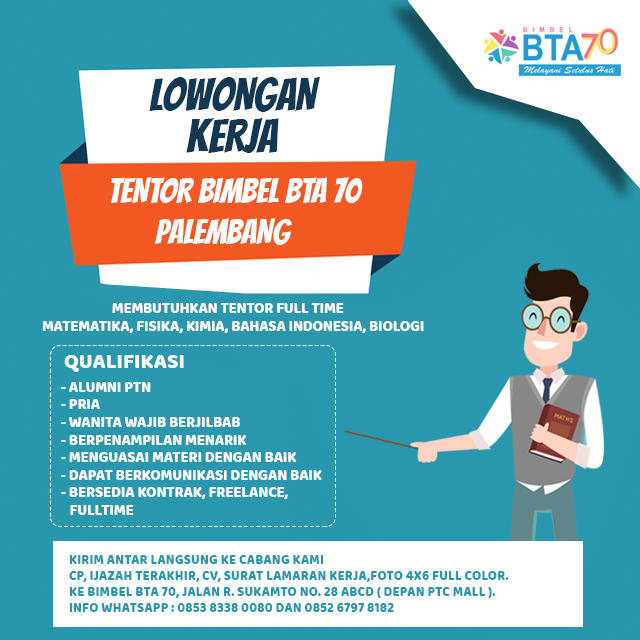 BIMBEL
BTA70
Melayani Setulus Hati
LOWONGAN
KERJA
TENTOR BIMBEL BTA 70
PALEMBANG
MEMBUTUHKAN TENTOR FULL TIME
MATEMATIKA, FISIKA, KIMIA, BAHASA INDONESIA, BIOLOGI
QUALIFIKASI
- ALUMNI PTN
- PRIA
- WANITA WAJIB BERJILBAB
- BERPENAMPILAN MENARIK
- MENGUASAI MATERI DENGAN BAIK
- DAPAT BERKOMUNIKASI DENGAN BAIK
- BERSEDIA KONTRAK, FREELANCE,
FULLTIME
MATHS
KIRIM ANTAR LANGSUNG KE CABANG KAMI
CP, IJAZAH TERAKHIR, CV, SURAT LAMARAN KERJA,FOTO 4X6 FULL COLOR.
KE BIMBEL BTA 70, JALAN R. SUKAMTO NO. 28 ABCD ( DEPAN PTC MALL ).
INFO WHATSAPP : 0853 8338 0080 DAN 0852 6797 8182